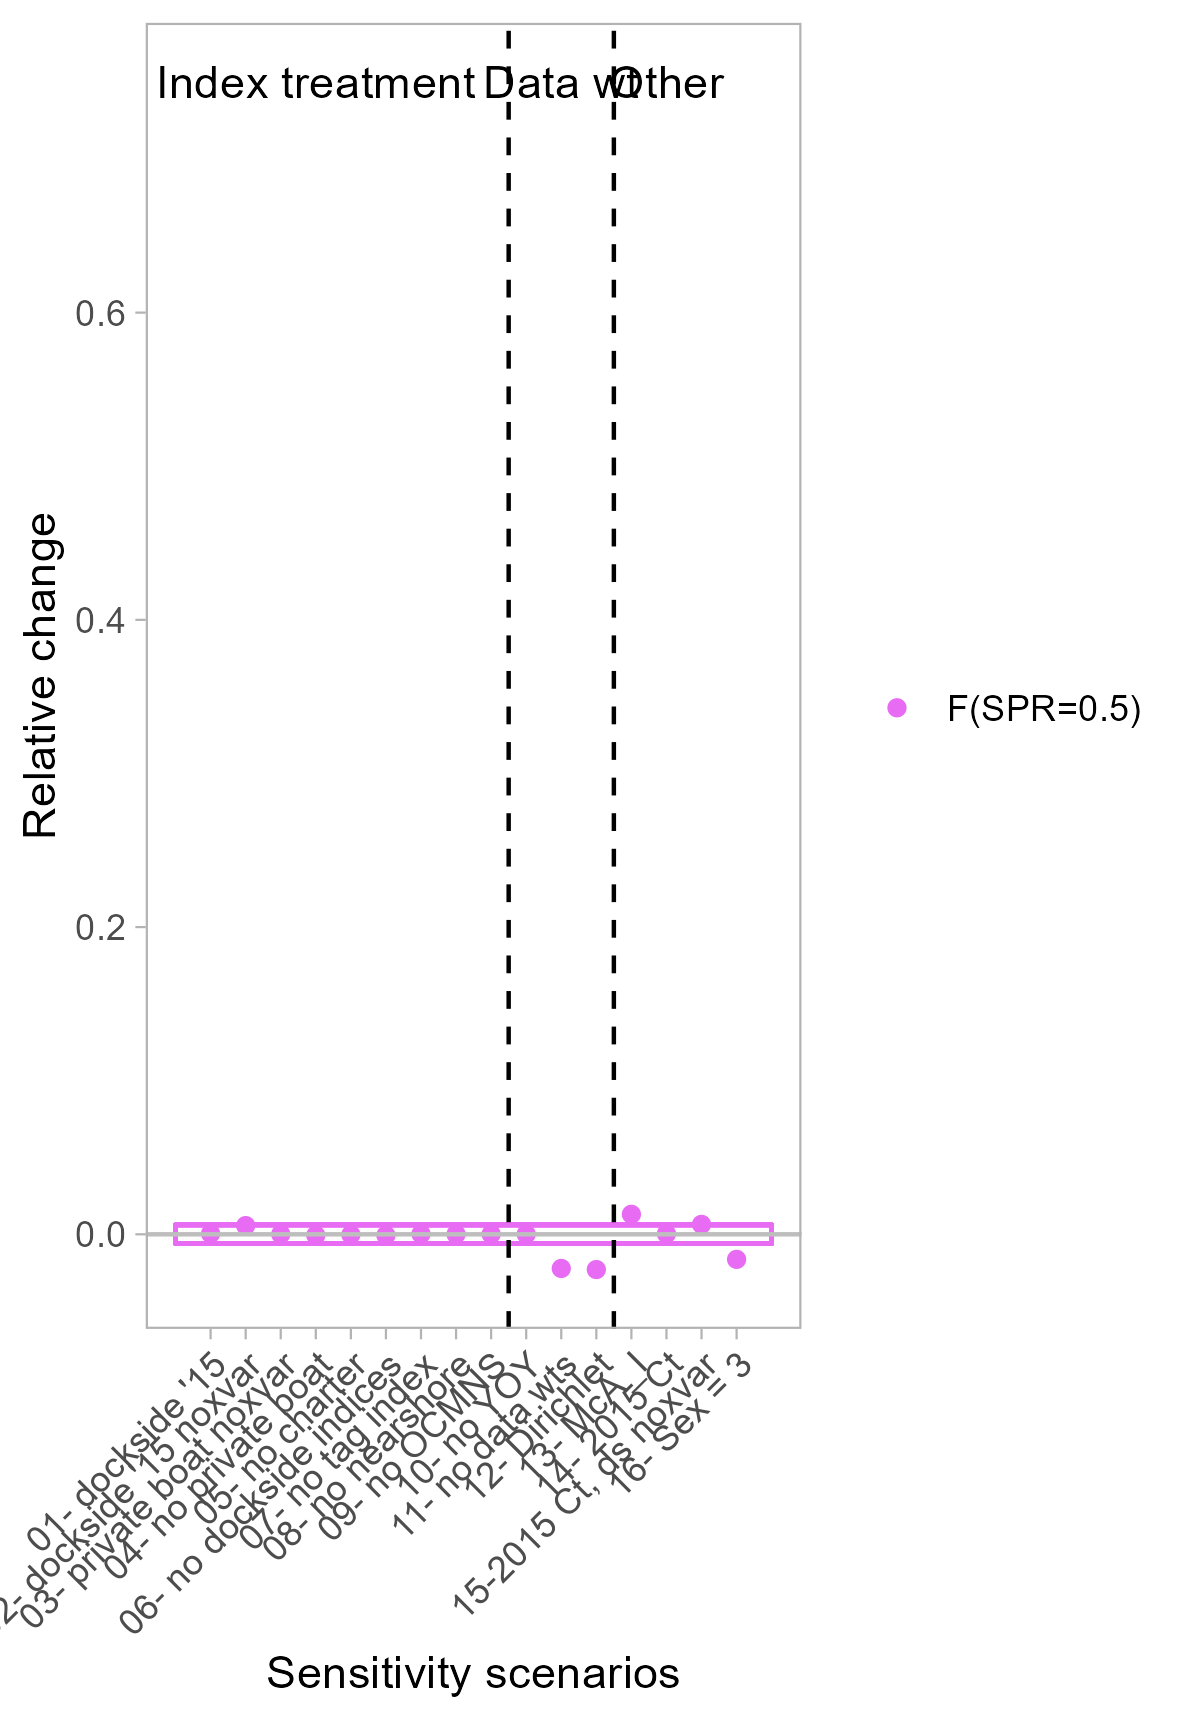 Index treatment
Data wt
Other
0.6
0.4
0.2
0.0
Relative change
F(SPR=0.5)
01- dockside '15
2- dockside '15 noxvar
03- private boat noxvar
04- no private boat
05- no charter
06- no dockside indices
07- no tag index
08- no nearshore
09- no OCMNS
10- no YOY
11- no data wts
12- Dirichlet
13- McA_I
14- 2015 Ct
15-2015 Ct, ds noxvar
16- Sex = 3
Sensitivity scenarios